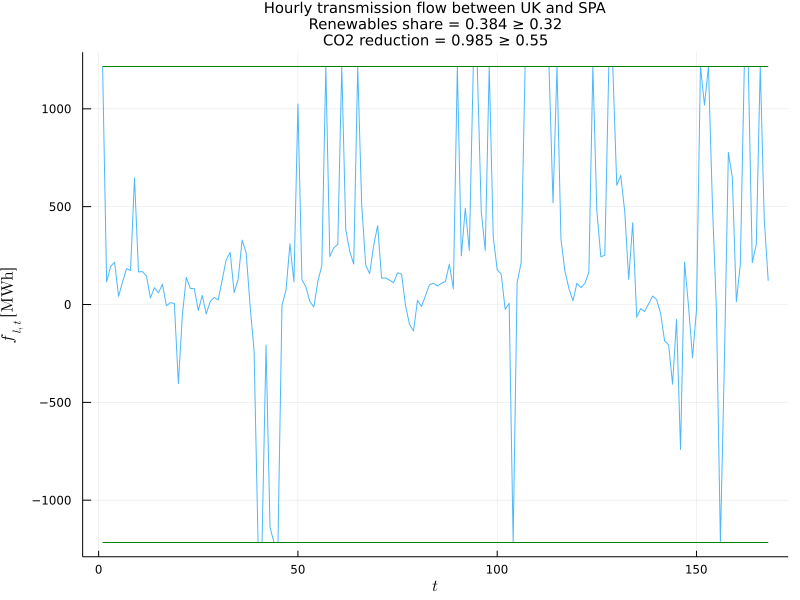 Hourly transmission flow between UK and SPA
Renewables share = 0.384 ≥ 0.32
CO2 reduction = 0.985 ≥ 0.55
1000
500
0
−500
−1000
f l,t [MWh]
0 50 100 150
t